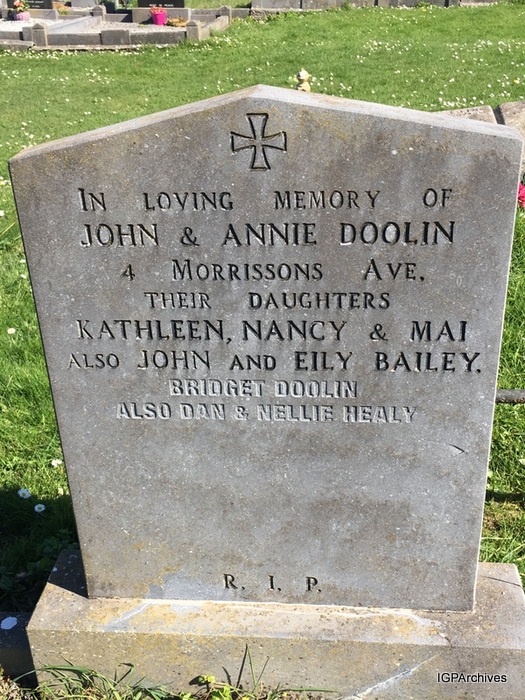 IN LOVING MEMORY OF
JOHN & ANNIE DOOLIN
4 MORRISSONS AVE,
THEIR DAUGHTERS
KATHLEEN, NANCY & MAI
ALSO JOHN AND EILY BAILEY.
BRIDGET DOOLIN
ALSO DAN & NELLIE HEALY
R. I. P.
IGPArchives